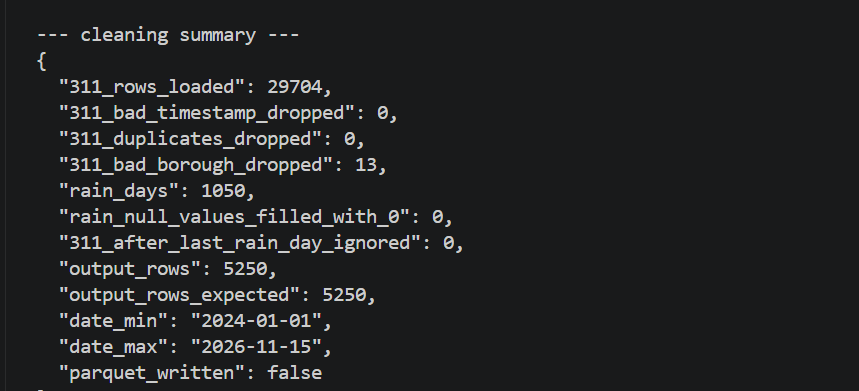 --- cleaning summary ---
{
"311_rows_loaded": 29704,
"311_bad_timestamp_dropped": 0,
"311_duplicates_dropped": 0,
"311_bad_borough_dropped": 13,
"rain_days": 1050,
"rain_null_values_filled_with_0": 0,
"311_after_last_rain_day_ignored": 0,
"output_rows": 5250,
"output_rows_expected": 5250,
"date_min": "2024-01-01",
"date_max": "2026-11-15",
"parquet_written": false